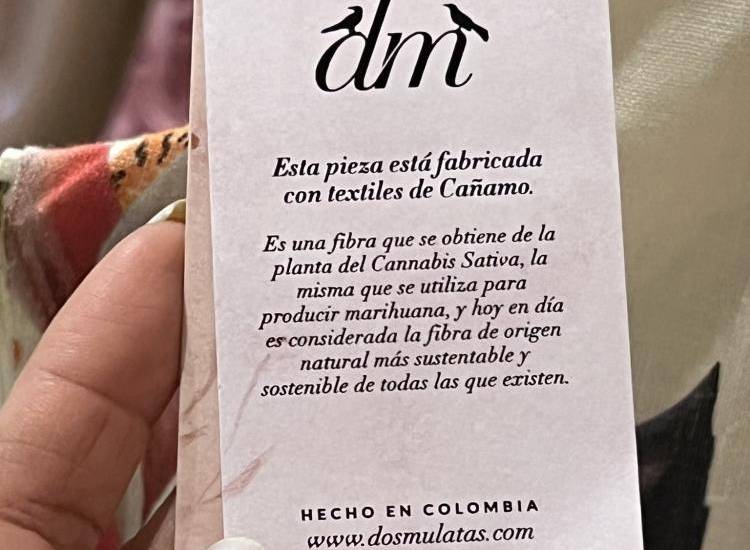 dm
Esta pieza está fabricada
con textiles de Cañamo.
Es una fibra que se obtiene de la
planta del Cannabis Sativa, la
misma que se utiliza para
producir marihuana, y hoy en día
es considerada la fibra de origen
natural más sustentable y
sostenible de todas las que existen.
HECHO EN COLOMBIA
www.dosmulatas.com